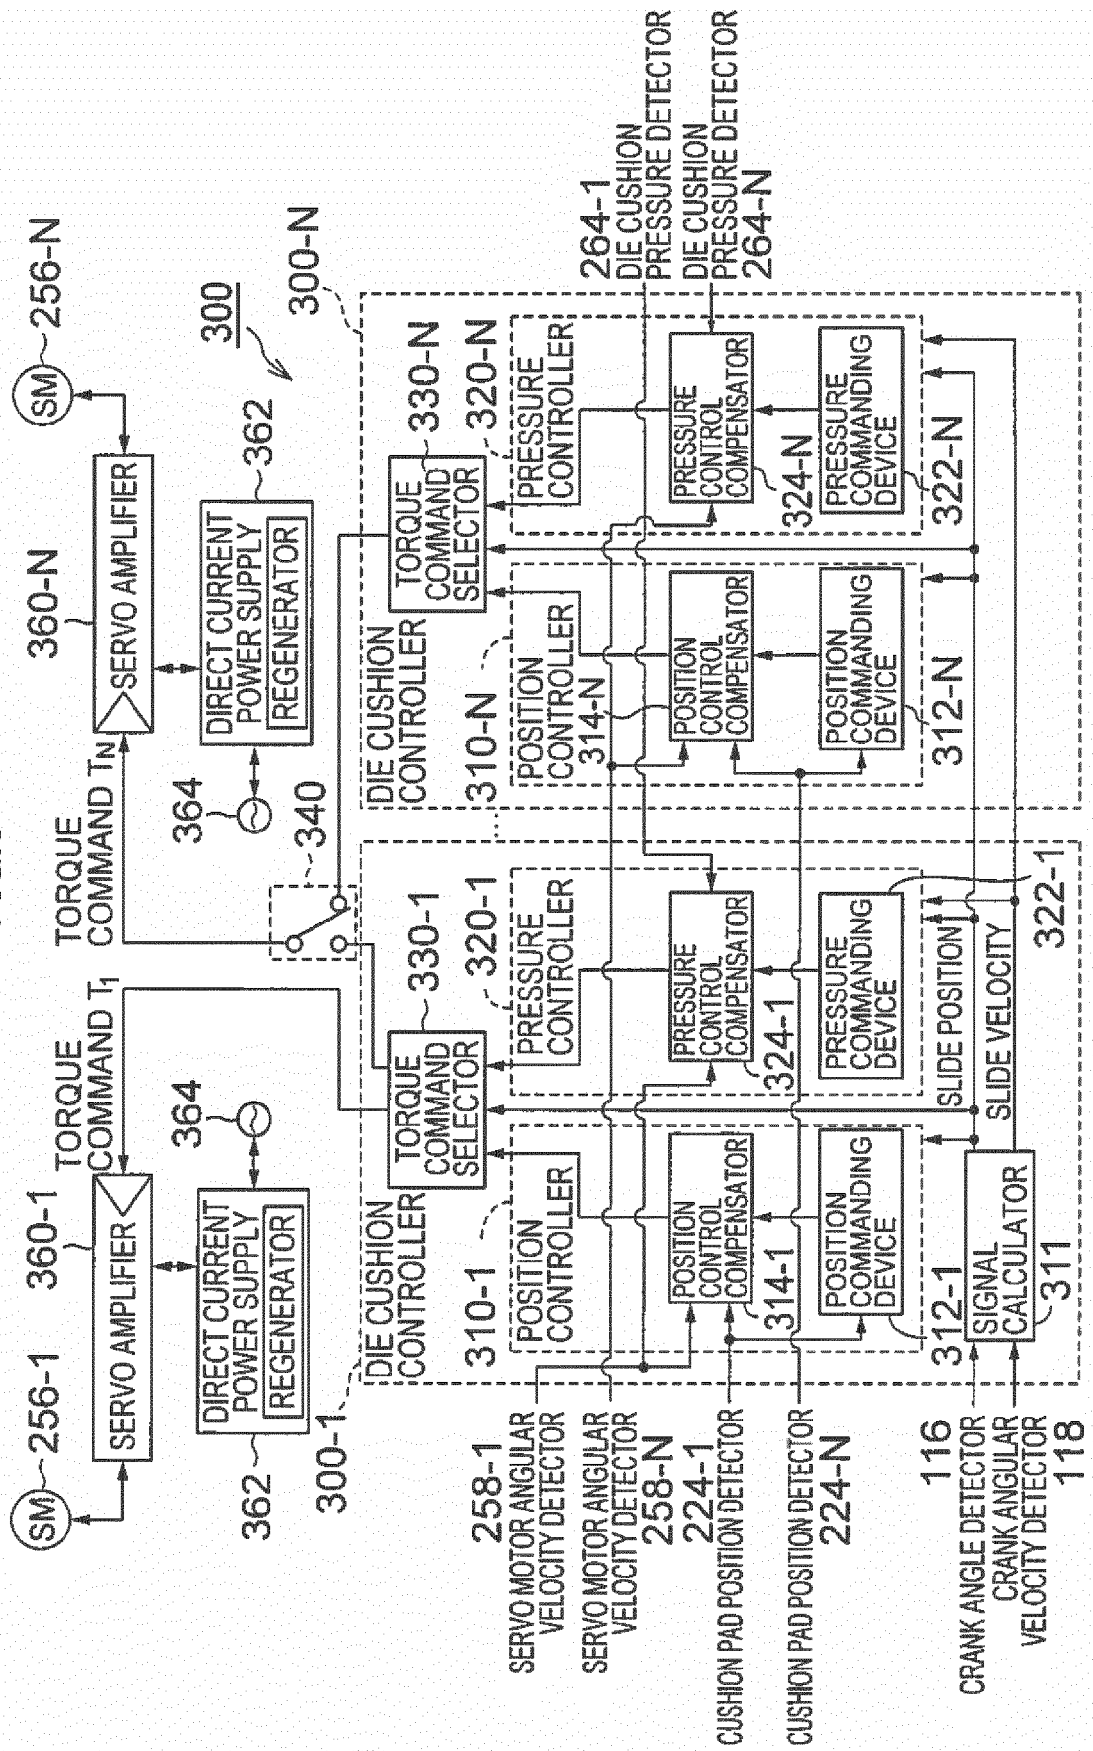 256-1
SM
360-1
SERVO AMPLIFIER
TORQUE
COMMAND T1
362
DIRECT CURRENT
POWER SUPPLY
REGENERATOR
364
TORQUE
COMMAND TN
360-N
SERVO AMPLIFIER
256-N
SM
364
DIRECT CURRENT
POWER SUPPLY
REGENERATOR
362
300
340
300-1
DIE CUSHION
CONTROLLER
330-1
TORQUE
COMMAND
SELECTOR
310-1
POSITION
CONTROLLER
320-1
PRESSURE
CONTROLLER
POSITION
CONTROL
COMPENSATOR
314-1
PRESSURE
CONTROL
COMPENSATOR
324-1
POSITION
COMMANDING
DEVICE
312-1
PRESSURE
COMMANDING
DEVICE
322-1
300-N
DIE CUSHION
CONTROLLER
330-N
TORQUE
COMMAND
SELECTOR
310-N
POSITION
CONTROLLER
314-N
320-N
PRESSURE
CONTROLLER
POSITION
CONTROL
COMPENSATOR
PRESSURE
CONTROL
COMPENSATOR
324-N
POSITION
COMMANDING
DEVICE
312-N
PRESSURE
COMMANDING
DEVICE
322-N
258-1
SERVO MOTOR ANGULAR
VELOCITY DETECTOR
SERVO MOTOR ANGULAR
VELOCITY DETECTOR
258-N
224-1
CUSHION PAD POSITION DETECTOR
CUSHION PAD POSITION DETECTOR
224-N
116
CRANK ANGLE DETECTOR
CRANK ANGULAR
VELOCITY DETECTOR
118
SIGNAL
CALCULATOR
311
SLIDE POSITION
SLIDE VELOCITY
264-1
DIE CUSHION
PRESSURE DETECTOR
DIE CUSHION
PRESSURE DETECTOR
264-N